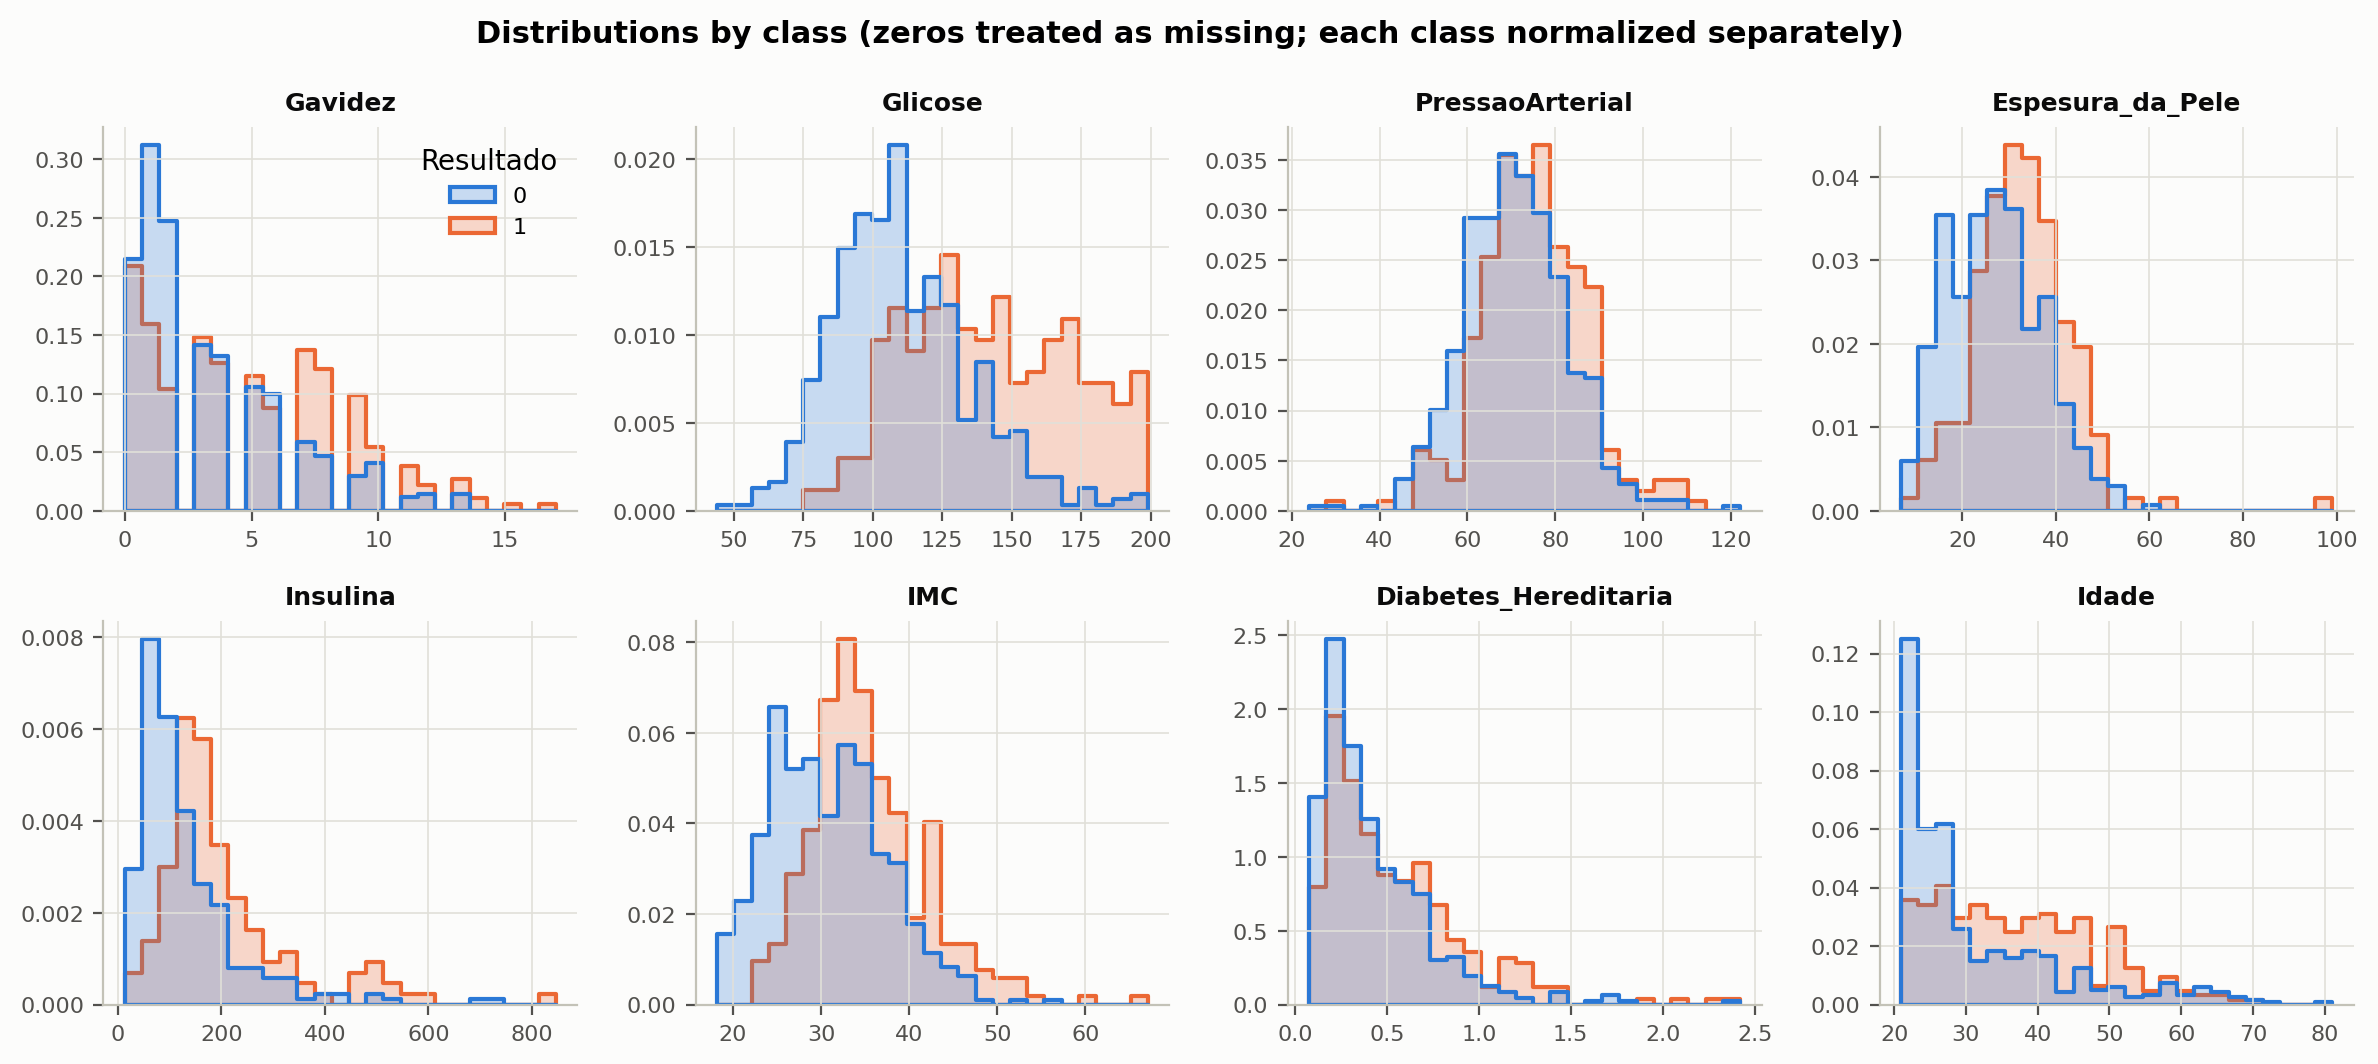 Distributions by class (zeros treated as missing; each class normalized separately)
Gavidez
0.30
0.25
0.20
0.15
0.10
0.05
0.00
0 5 10 15
Resultado
0
1
Glicose
0.020
0.015
0.010
0.005
0.000
50 75 100 125 150 175 200
PressaoArterial
0.035
0.030
0.025
0.020
0.015
0.010
0.005
0.000
20 40 60 80 100 120
Espesura_da_Pele
0.04
0.03
0.02
0.01
0.00
20 40 60 80 100
Insulina
0.008
0.006
0.004
0.002
0.000
0 200 400 600 800
IMC
0.08
0.06
0.04
0.02
0.00
20 30 40 50 60
Diabetes_Hereditaria
2.5
2.0
1.5
1.0
0.5
0.0
0.0 0.5 1.0 1.5 2.0 2.5
Idade
0.12
0.10
0.08
0.06
0.04
0.02
0.00
20 30 40 50 60 70 80